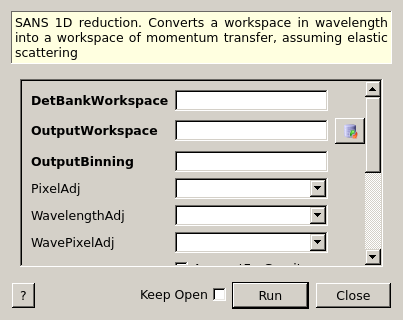 SANS 1D reduction. Converts a workspace in wavelength
into a workspace of momentum transfer, assuming elastic
scattering
DetBankWorkspace
OutputWorkspace
OutputBinning
PixelAdj
WavelengthAdj
WavePixelAdj
? Keep Open Run Close